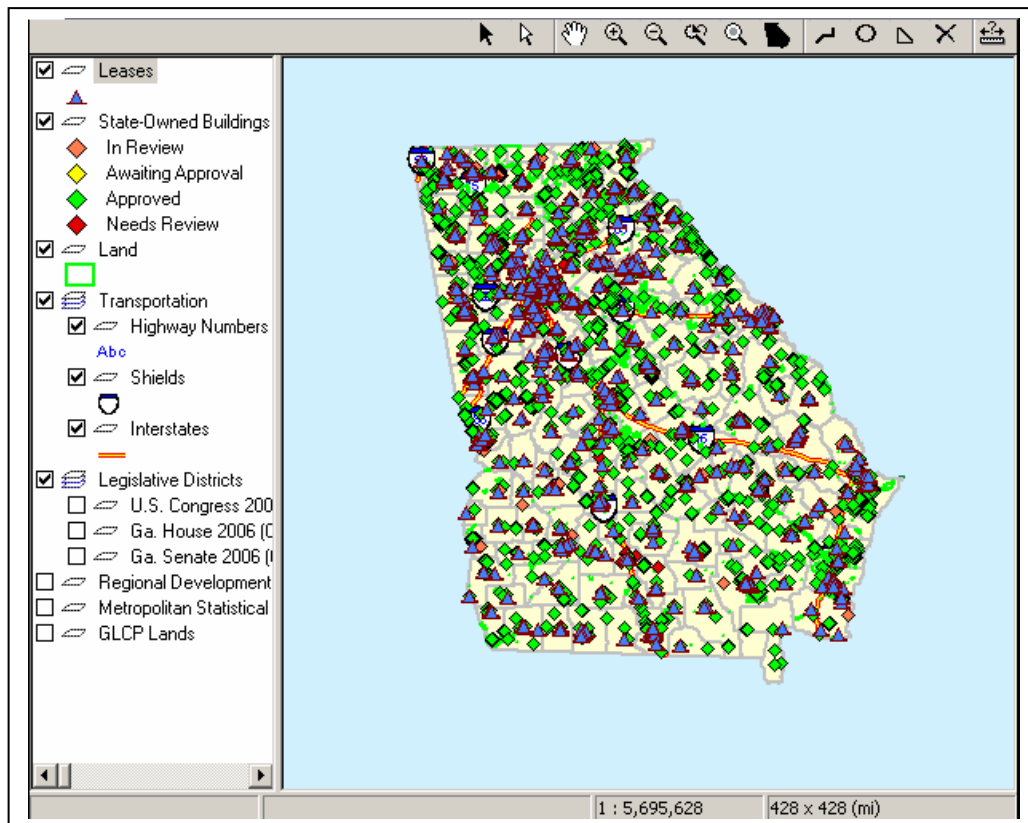 Leases
State-Owned Buildings
In Review
Awaiting Approval
Approved
Needs Review
Land
Transportation
Highway Numbers
Abc
Shields
Interstates
Legislative Districts
U.S. Congress 200
Ga. House 2006 (
Ga. Senate 2006 (
Regional Development
Metropolitan Statistical
GLCP Lands
16
1 : 5,695,628
428 x 428 (mi)